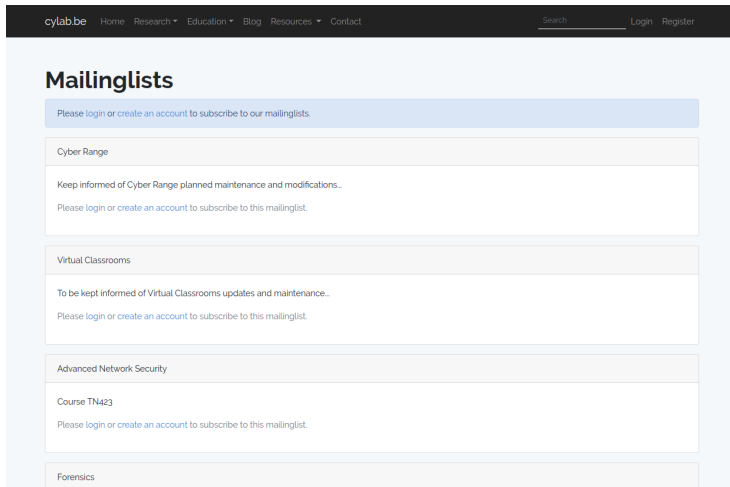 cylab.be Home Research Education Blog Resources Contact Search Login Register
Mailinglists
Please login or create an account to subscribe to our mailinglists.
Cyber Range
Keep informed of Cyber Range planned maintenance and modifications...
Please login or create an account to subscribe to this mailinglist.
Virtual Classrooms
To be kept informed of Virtual Classrooms updates and maintenance...
Please login or create an account to subscribe to this mailinglist.
Advanced Network Security
Course TN423
Please login or create an account to subscribe to this mailinglist.
Forensics